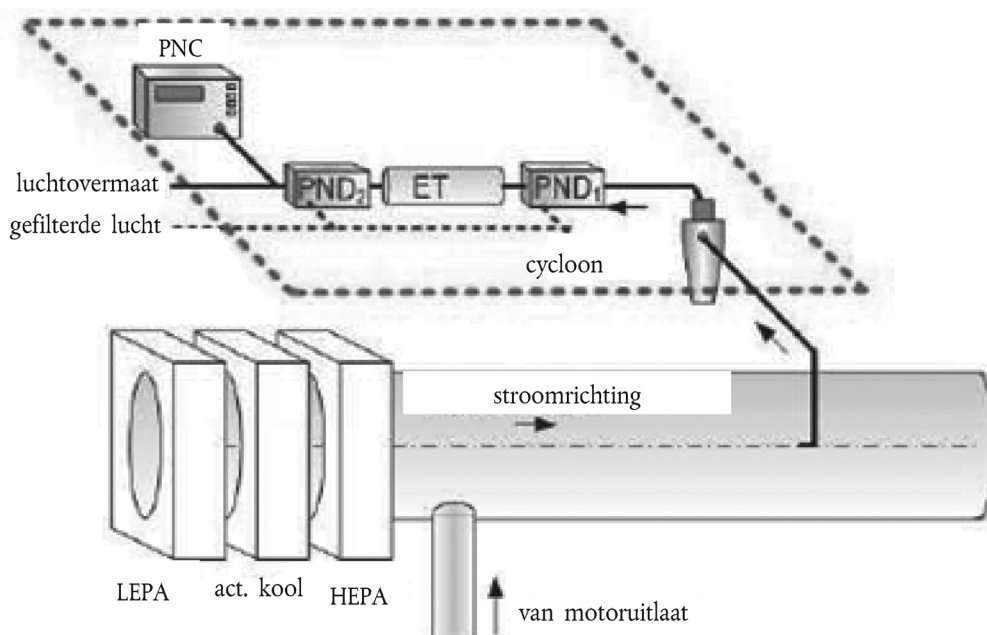 PNC
luchtovermaat
PND2
ET
PND1
gefilterde lucht
cycloon
stroomrichting
LEPA
act. kool
HEPA
van motoruitlaat